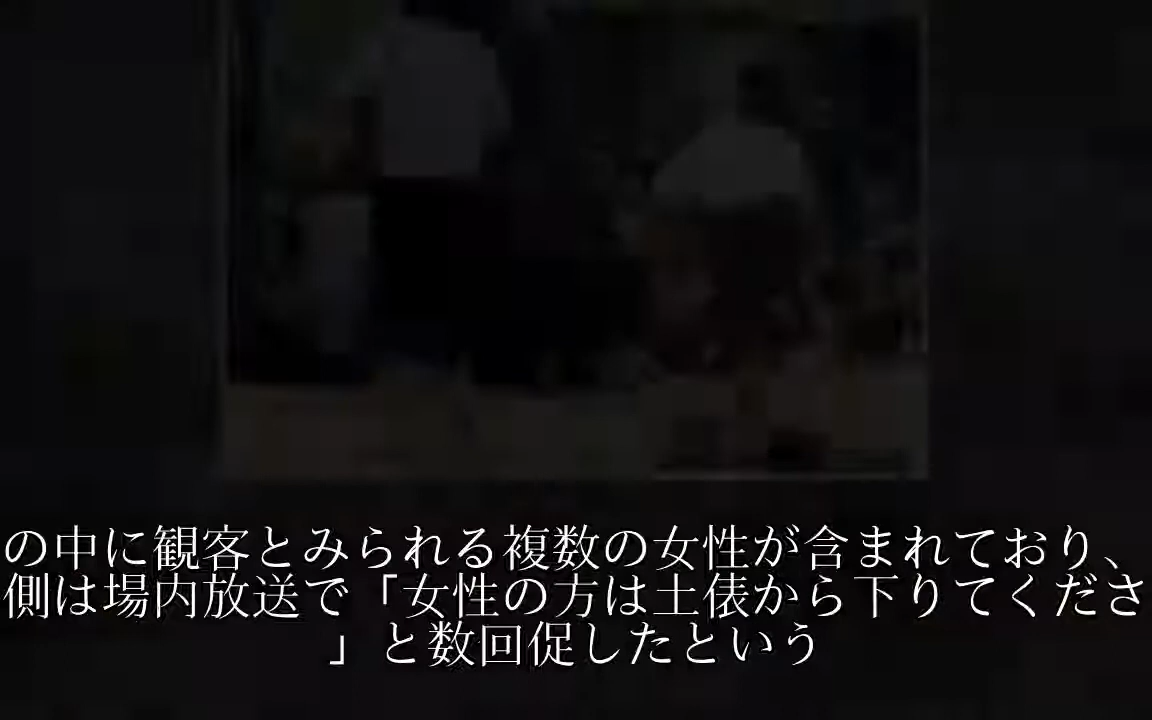 の中に観客とみられる複数の女性が含まれており、
側は場内放送で「女性の方は土俵から下りてくださ
」と数回促したという